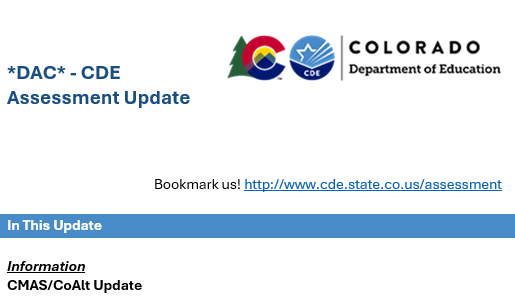 *DAC* - CDE
Assessment Update
COLORADO
Department of Education
CDE
Bookmark us! http://www.cde.state.co.us/assessment
In This Update
Information
CMAS/CoAlt Update